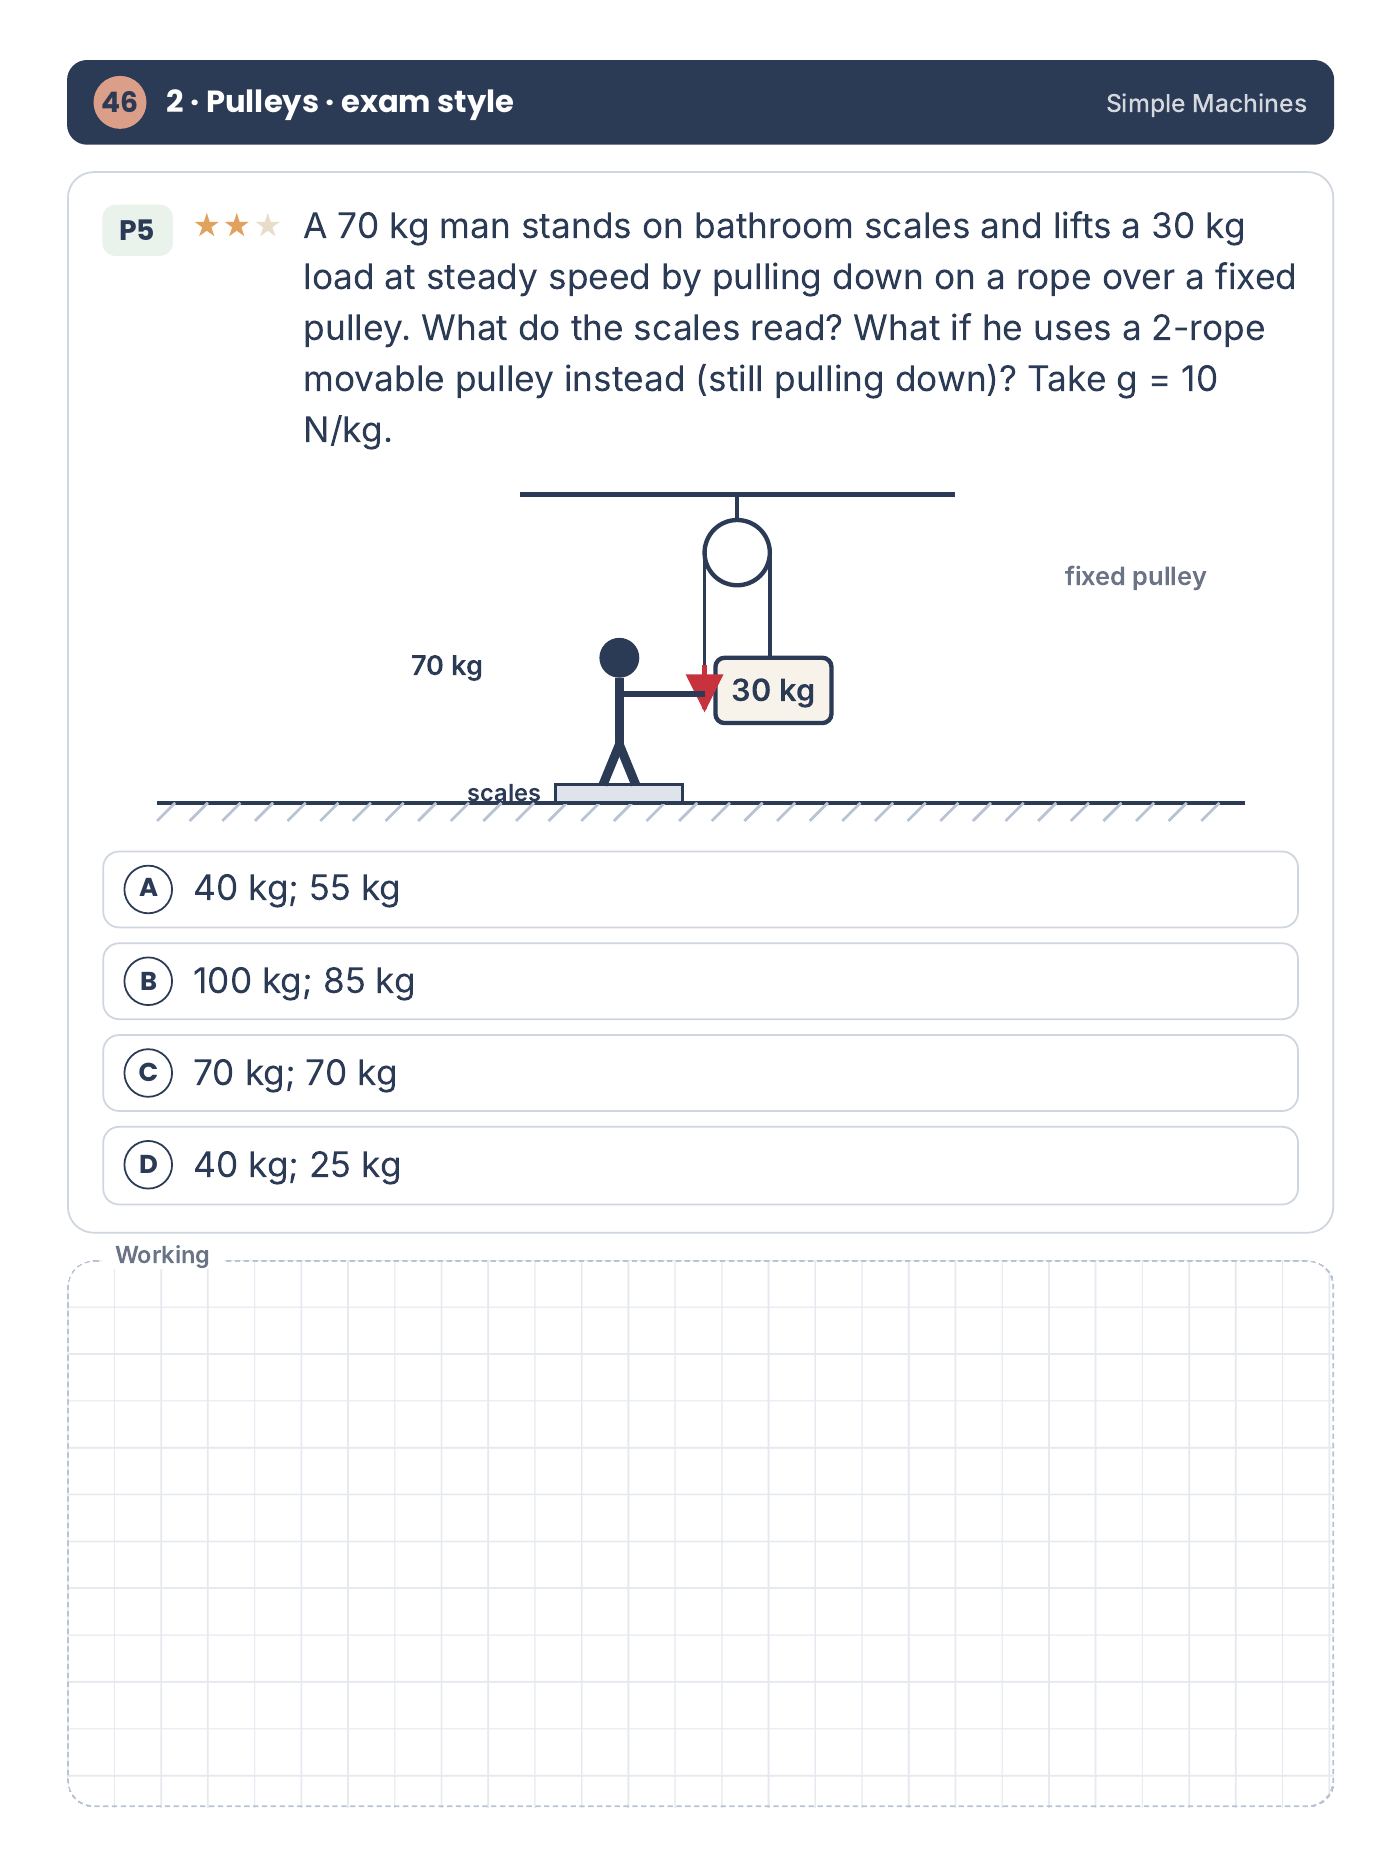 46 2 · Pulleys · exam style Simple Machines
P5 ★★★ A 70 kg man stands on bathroom scales and lifts a 30 kg
load at steady speed by pulling down on a rope over a fixed
pulley. What do the scales read? What if he uses a 2-rope
movable pulley instead (still pulling down)? Take g = 10
N/kg.
fixed pulley
70 kg
30 kg
scales
A 40 kg; 55 kg
B 100 kg; 85 kg
C 70 kg; 70 kg
D 40 kg; 25 kg
Working